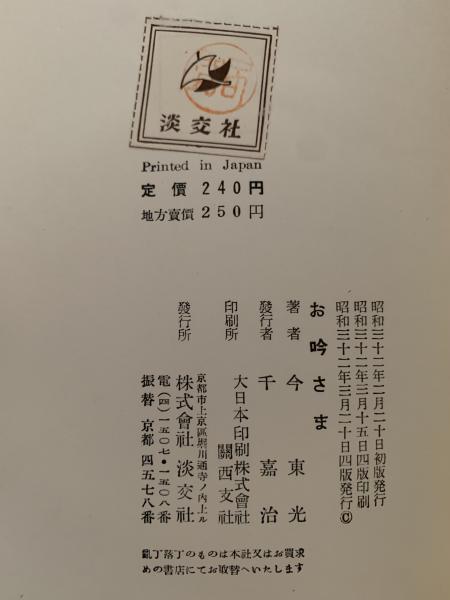 淡交社
Printed in Japan
定價 240円
地方賣價 250円
昭和三十二年二月二十日初版発行
昭和三十二年三月十五日四版印刷
昭和三十二年三月二十日四版発行©
お吟さま
著者 今東光
發行者 千嘉治
印刷所 大日本印刷株式會社
關西支社
發行所 京都市上京區堀川通寺ノ内上ル
株式會社 淡交社
電(四)一五〇七・一五〇八番
振替 京都 四五七八番
亂丁落丁のものは本社又はお買求
めの書店にてお取替へいたします